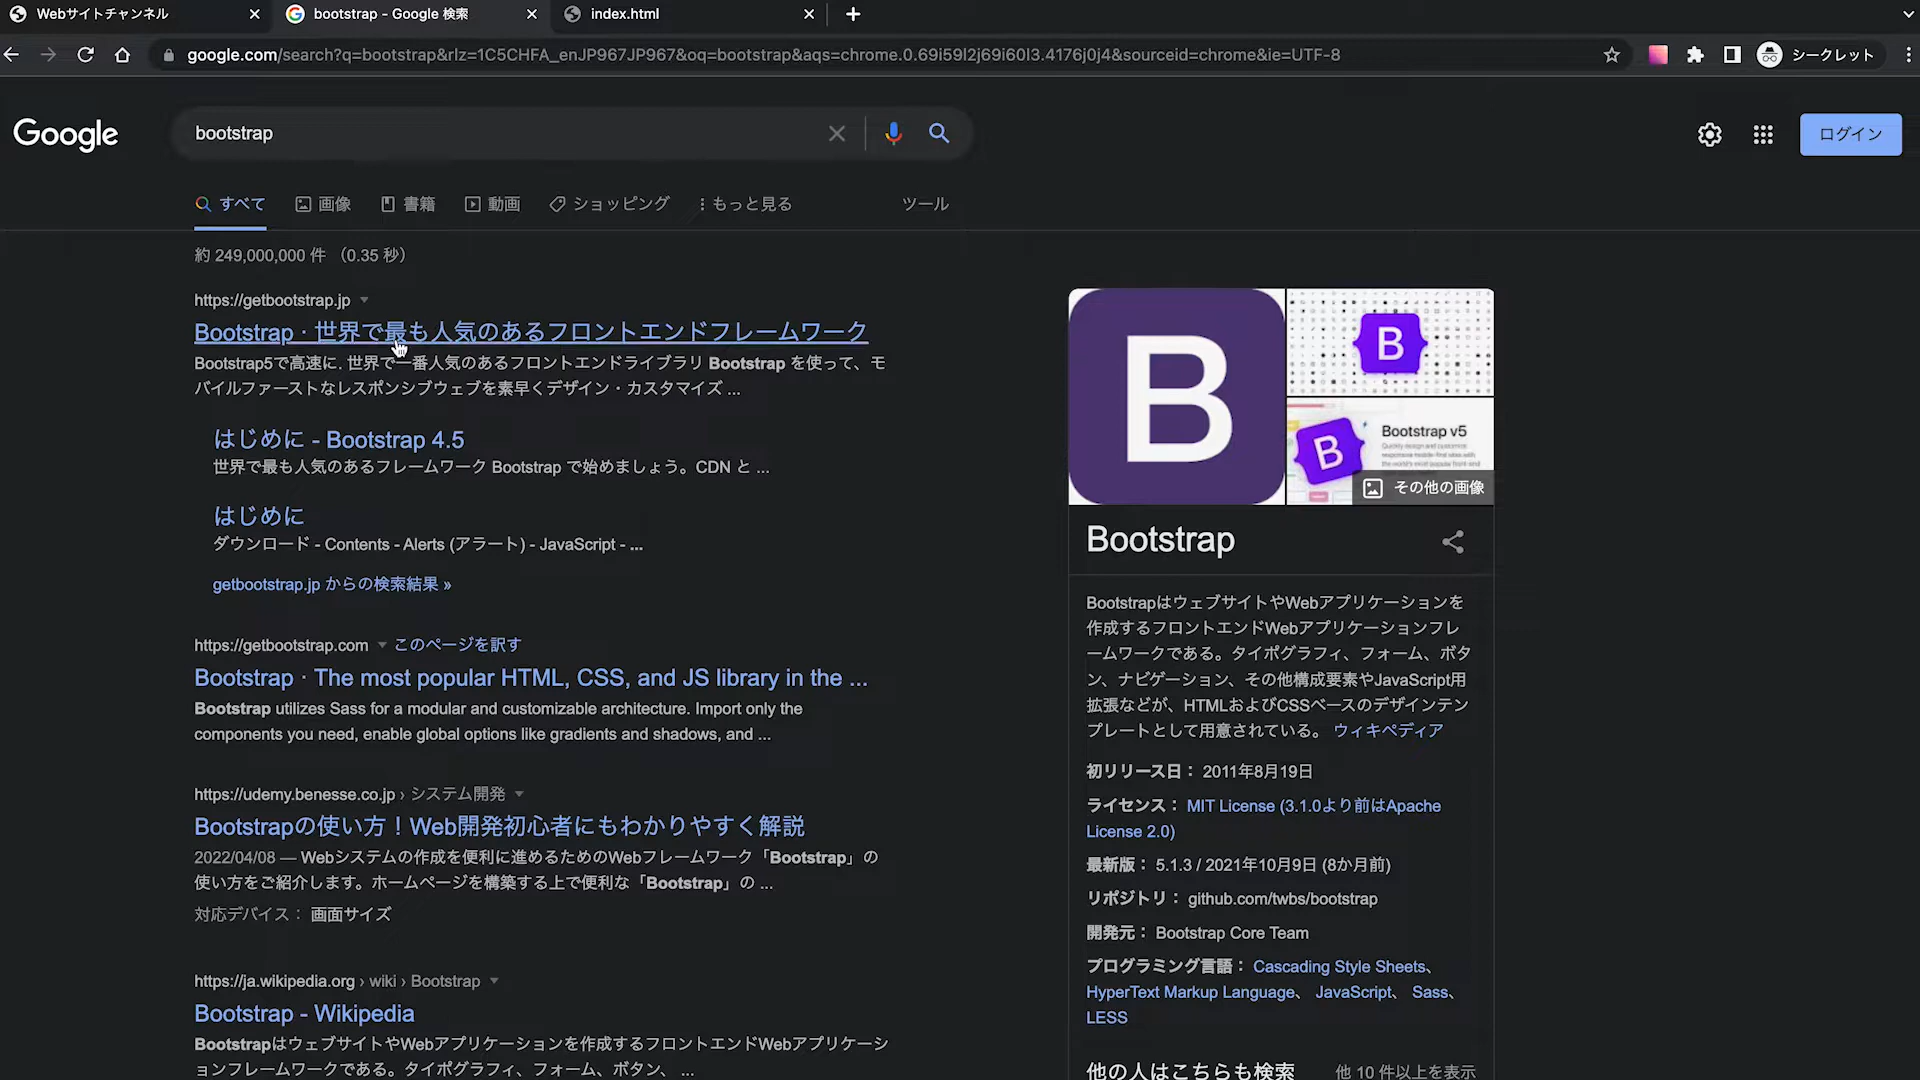 Webサイトチャンネル
bootstrap - Google 検索
index.html
google.com/search?q=bootstrap&rlz=1C5CHFA_enJP967JP967&oq=bootstrap&aqs=chrome.0.69i59l2j69i60l3.4176j0j4&sourceid=chrome&ie=UTF-8
シークレット
Google
bootstrap
ログイン
すべて 画像 書籍 動画 ショッピング もっと見る ツール
約 249,000,000 件 （0.35 秒）
https://getbootstrap.jp
Bootstrap · 世界で最も人気のあるフロントエンドフレームワーク
Bootstrap5で高速に. 世界で一番人気のあるフロントエンドライブラリ Bootstrap を使って、モ
バイルファーストなレスポンシブウェブを素早くデザイン・カスタマイズ ...
はじめに - Bootstrap 4.5
世界で最も人気のあるフレームワーク Bootstrap で始めましょう。CDN と ...
はじめに
ダウンロード - Contents - Alerts (アラート) - JavaScript - ...
getbootstrap.jp からの検索結果 »
https://getbootstrap.com このページを訳す
Bootstrap · The most popular HTML, CSS, and JS library in the ...
Bootstrap utilizes Sass for a modular and customizable architecture. Import only the
components you need, enable global options like gradients and shadows, and ...
https://udemy.benesse.co.jp › システム開発
Bootstrapの使い方！Web開発初心者にもわかりやすく解説
2022/04/08 — Webシステムの作成を便利に進めるためのWebフレームワーク「Bootstrap」の
使い方をご紹介します。ホームページを構築する上で便利な「Bootstrap」の ...
対応デバイス： 画面サイズ
https://ja.wikipedia.org › wiki › Bootstrap
Bootstrap - Wikipedia
BootstrapはウェブサイトやWebアプリケーションを作成するフロントエンドWebアプリケーシ
ョンフレームワークである。タイポグラフィ、フォーム、ボタン、 ...
B
B
B
Bootstrap v5
その他の画像
Bootstrap
BootstrapはウェブサイトやWebアプリケーションを
作成するフロントエンドWebアプリケーションフレ
ームワークである。タイポグラフィ、フォーム、ボタ
ン、ナビゲーション、その他構成要素やJavaScript用
拡張などが、HTMLおよびCSSベースのデザインテン
プレートとして用意されている。 ウィキペディア
初リリース日： 2011年8月19日
ライセンス： MIT License (3.1.0より前はApache
License 2.0)
最新版： 5.1.3 / 2021年10月9日 (8か月前)
リポジトリ： github.com/twbs/bootstrap
開発元： Bootstrap Core Team
プログラミング言語： Cascading Style Sheets、
HyperText Markup Language、 JavaScript、 Sass、
LESS
他の人はこちらも検索 他 10 件以上を表示